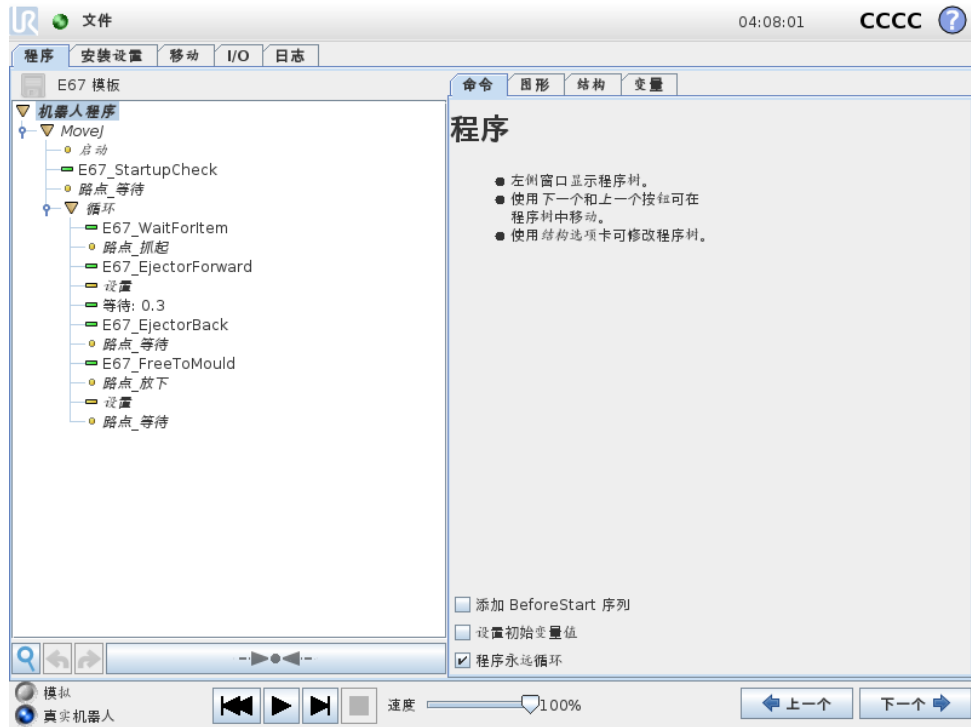 UR 文件 04:08:01 CCCC ?
程序 安装设置 移动 I/O 日志
E67 模板
机器人程序
MoveJ
启动
E67_StartupCheck
路点_等待
循环
E67_WaitForItem
路点_抓起
E67_EjectorForward
设置
等待: 0.3
E67_EjectorBack
路点_等待
E67_FreeToMould
路点_放下
设置
路点_等待
命令 图形 结构 变量
程序
左侧窗口显示程序树。
使用下一个和上一个按钮可在
程序树中移动。
使用结构选项卡可修改程序树。
添加 BeforeStart 序列
设置初始变量值
程序永远循环
模拟
真实机器人
速度 100%
上一个 下一个